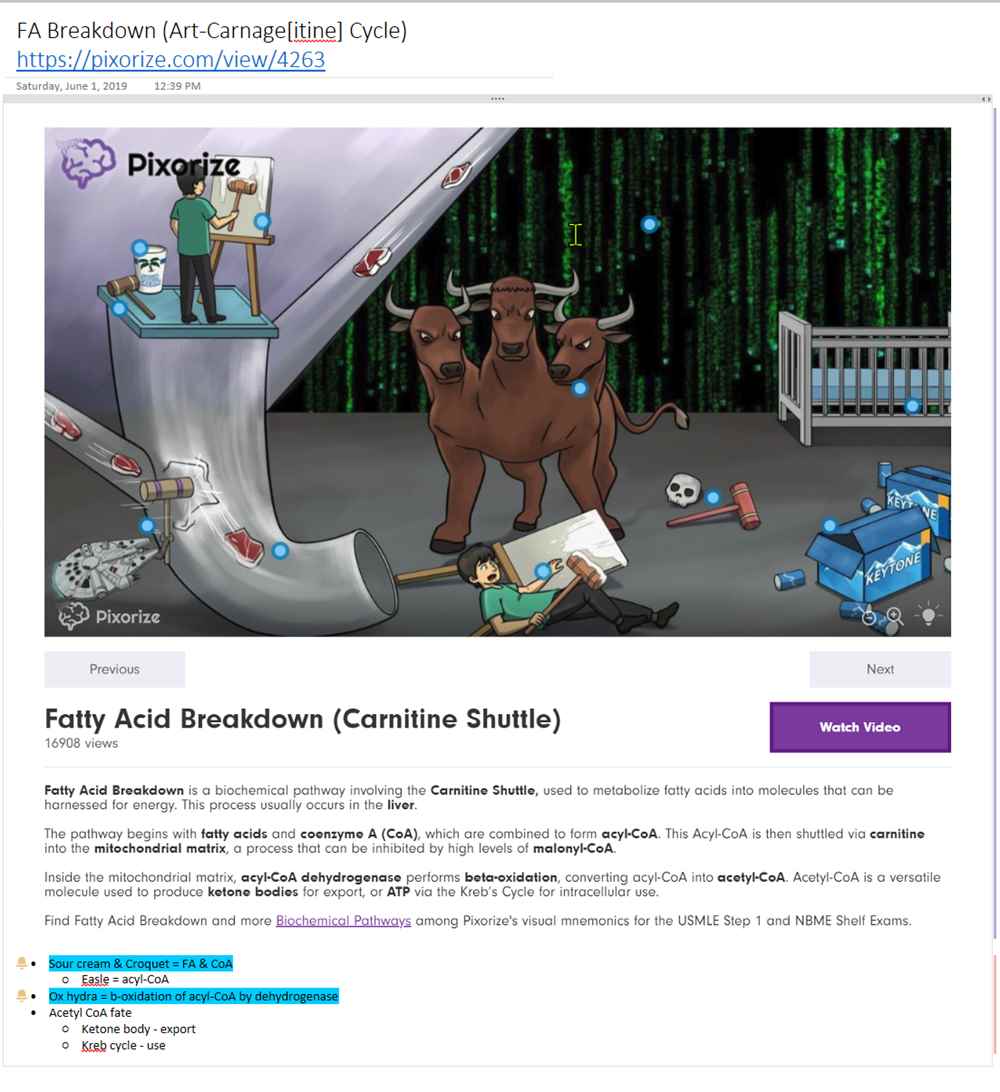 FA Breakdown (Art-Carnage[itine] Cycle)
https://pixorize.com/view/4263
Saturday, June 1, 2019 12:39 PM
Pixorize
KEYTONE
KEYTONE
Pixorize
Previous
Next
Fatty Acid Breakdown (Carnitine Shuttle)
16908 views
Watch Video
Fatty Acid Breakdown is a biochemical pathway involving the Carnitine Shuttle, used to metabolize fatty acids into molecules that can be
harnessed for energy. This process usually occurs in the liver.
The pathway begins with fatty acids and coenzyme A (CoA), which are combined to form acyl-CoA. This Acyl-CoA is then shuttled via carnitine
into the mitochondrial matrix, a process that can be inhibited by high levels of malonyl-CoA.
Inside the mitochondrial matrix, acyl-CoA dehydrogenase performs beta-oxidation, converting acyl-CoA into acetyl-CoA. Acetyl-CoA is a versatile
molecule used to produce ketone bodies for export, or ATP via the Kreb's Cycle for intracellular use.
Find Fatty Acid Breakdown and more Biochemical Pathways among Pixorize's visual mnemonics for the USMLE Step 1 and NBME Shelf Exams.
• Sour cream & Croquet = FA & CoA
o Easle = acyl-CoA
• Ox hydra = b-oxidation of acyl-CoA by dehydrogenase
• Acetyl CoA fate
o Ketone body - export
o Kreb cycle - use